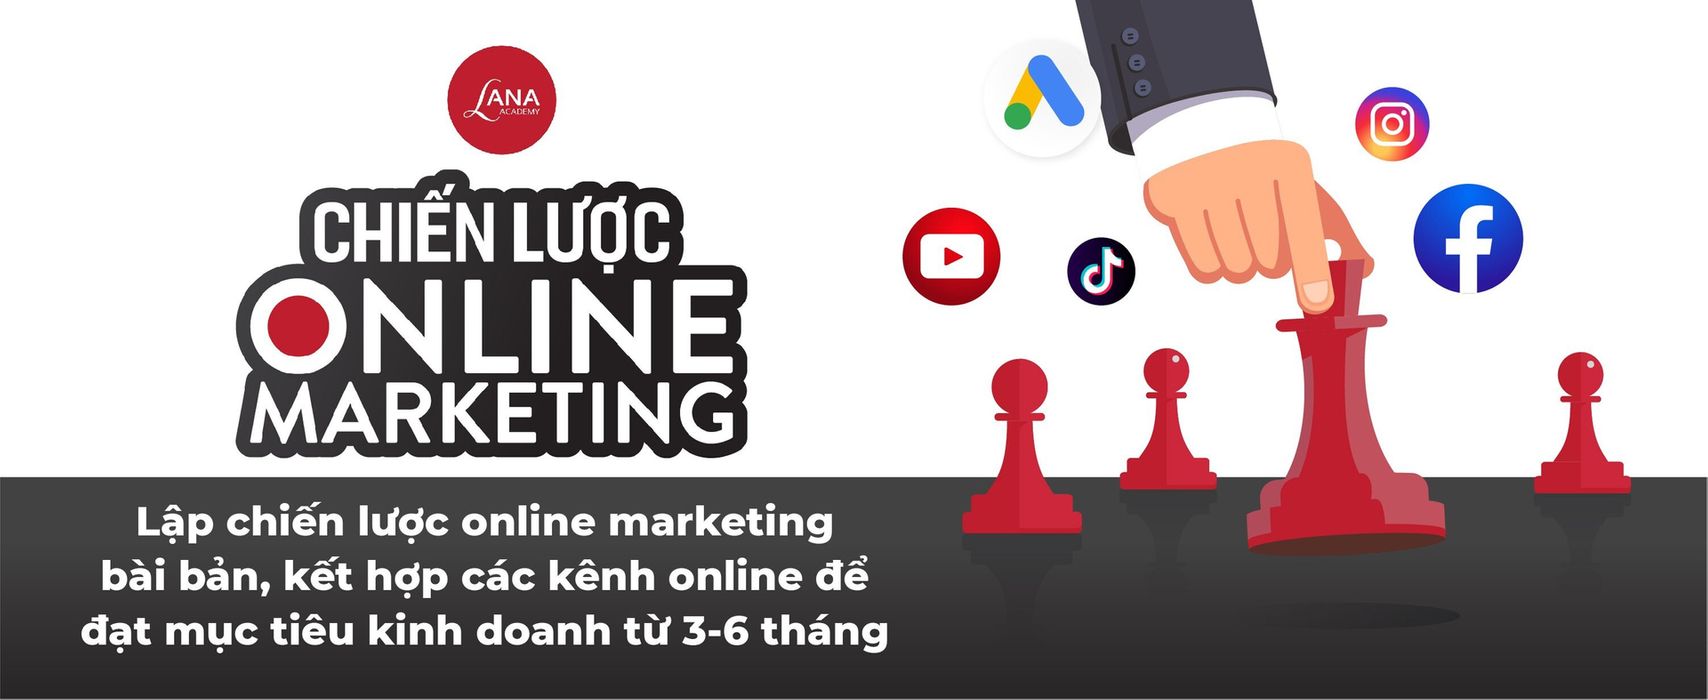 LANA
ACADEMY
CHIẾN LƯỢC
ONLINE
MARKETING
Lập chiến lược online marketing
bài bản, kết hợp các kênh online để
đạt mục tiêu kinh doanh từ 3-6 tháng